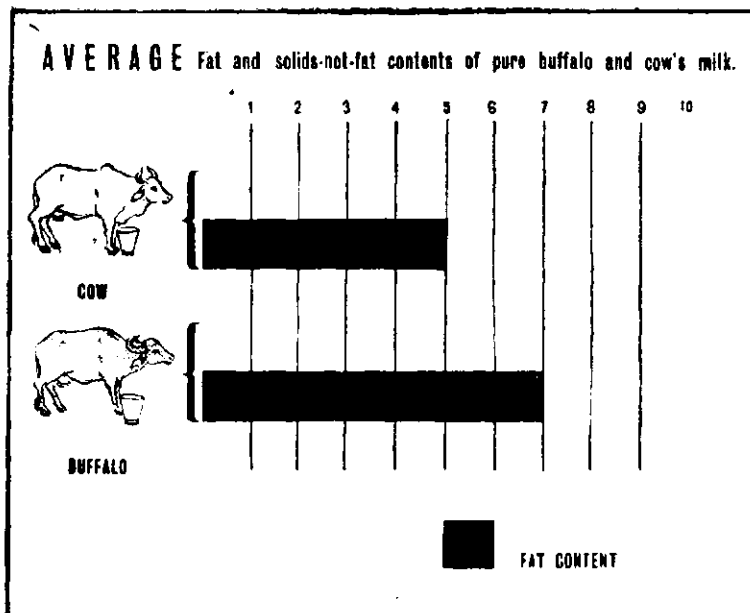 AVERAGE Fat and solids-not-fat contents of pure buffalo and cow's milk.
1 2 3 4 5 6 7 8 9 10
COW
BUFFALO
FAT CONTENT